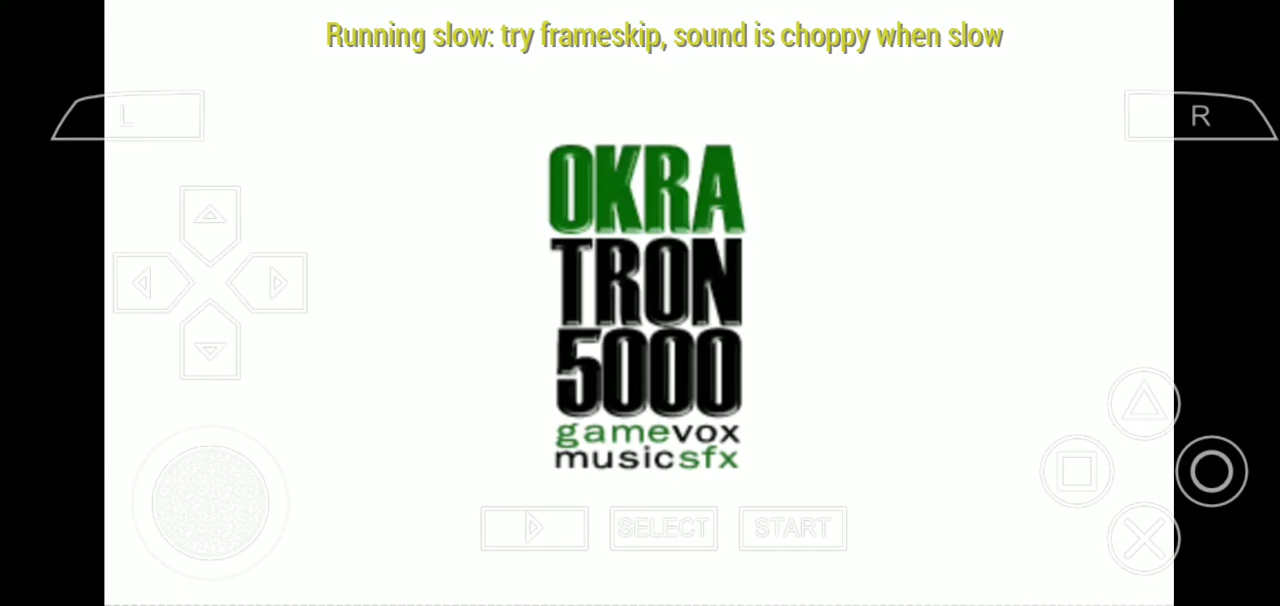 Running slow: try frameskip, sound is choppy when slow
L
R
OKRA
TRON
5000
gamevox
musicsfx
SELECT
START